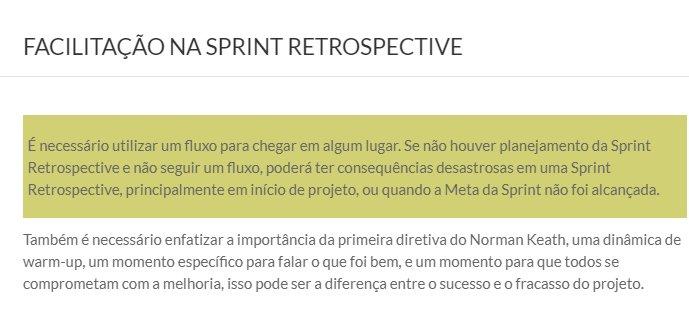 FACILITAÇÃO NA SPRINT RETROSPECTIVE
É necessário utilizar um fluxo para chegar em algum lugar. Se não houver planejamento da Sprint
Retrospective e não seguir um fluxo, poderá ter consequências desastrosas em uma Sprint
Retrospective, principalmente em início de projeto, ou quando a Meta da Sprint não foi alcançada.
Também é necessário enfatizar a importância da primeira diretiva do Norman Keath, uma dinâmica de
warm-up, um momento específico para falar o que foi bem, e um momento para que todos se
comprometam com a melhoria, isso pode ser a diferença entre o sucesso e o fracasso do projeto.